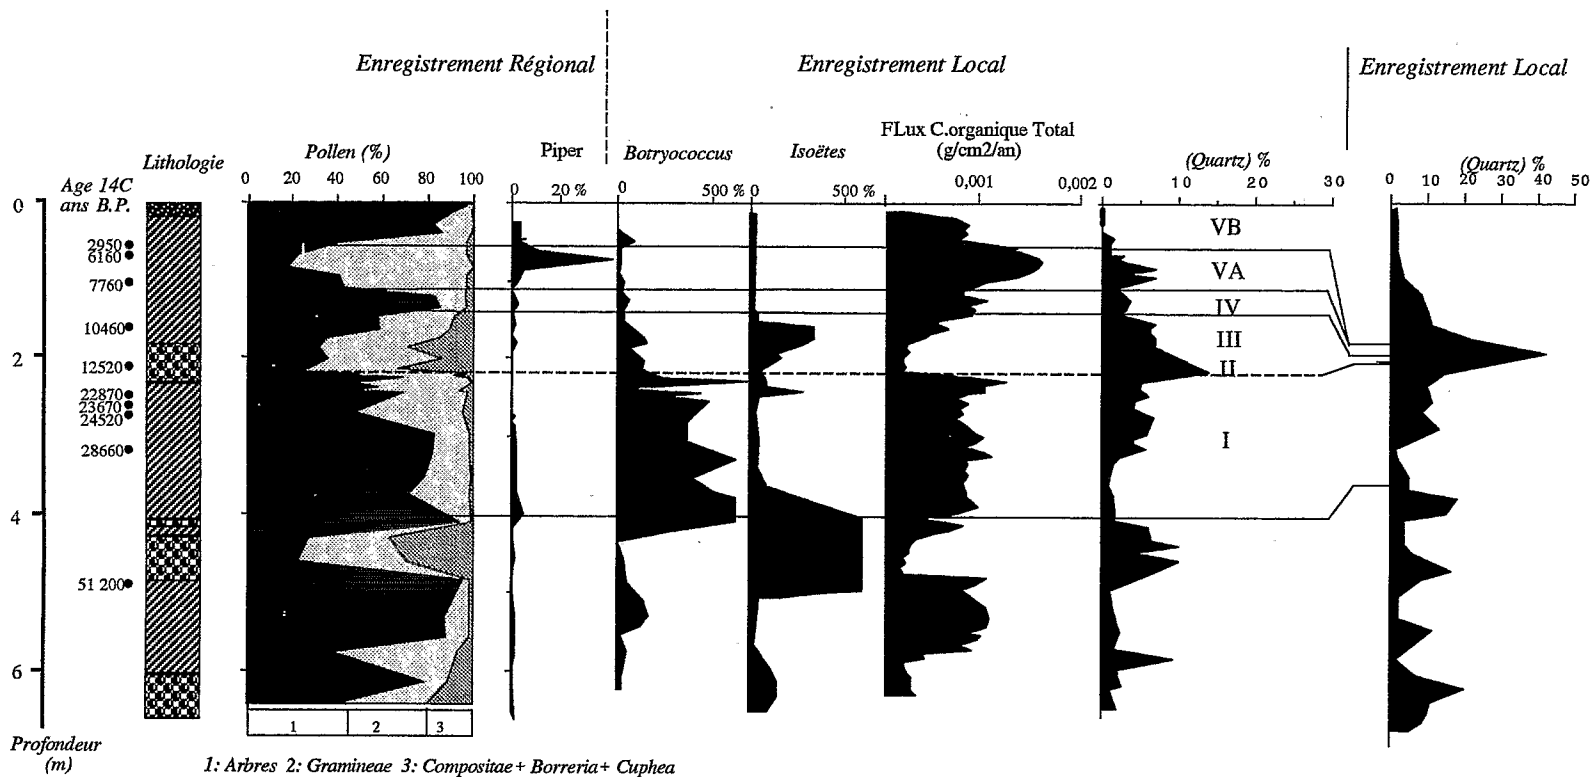 Enregistrement Régional
Enregistrement Local
Enregistrement Local
FLux C.organique Total
(g/cm2/an)
Lithologie
Pollen (%)
Piper
Botryococcus
Isoëtes
(Quartz) %
(Quartz) %
Age 14C
ans B.P.
0 20 40 60 80 100
0 20 %
0 500 %
0 500 %
0,001 0,002
0 10 20 30
0 10 20 30 40 50
0
2950
6160
7760
10460
2
12520
22870
23670
24520
28660
4
51 200
6
VB
VA
IV
III
II
I
1 2 3
Profondeur
(m)
1: Arbres 2: Gramineae 3: Compositae+ Borreria+ Cuphea